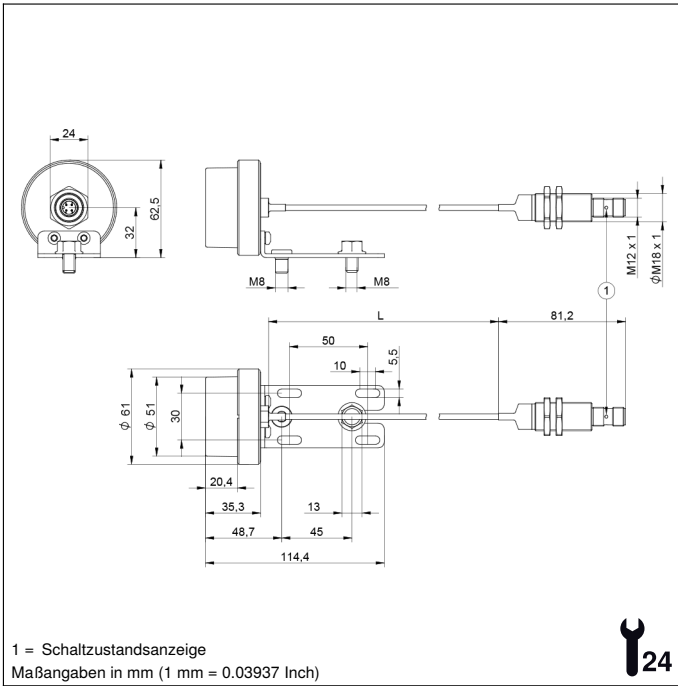 24
62,5
32
M8
M8
M12 x 1
ϕM18 x 1
1
L
81,2
50
10
5,5
ϕ 61
ϕ 51
30
20,4
35,3
13
48,7
45
114,4
1 = Schaltzustandsanzeige
Maßangaben in mm (1 mm = 0.03937 Inch)
24